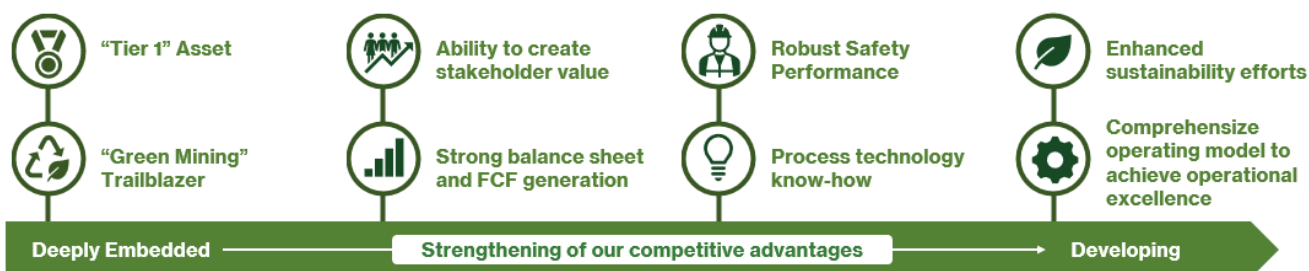 “Tier 1” Asset
“Green Mining”
Trailblazer
Ability to create
stakeholder value
Strong balance sheet
and FCF generation
Robust Safety
Performance
Process technology
know-how
Enhanced
sustainability efforts
Comprehensize
operating model to
achieve operational
excellence
Deeply Embedded
Strengthening of our competitive advantages
Developing